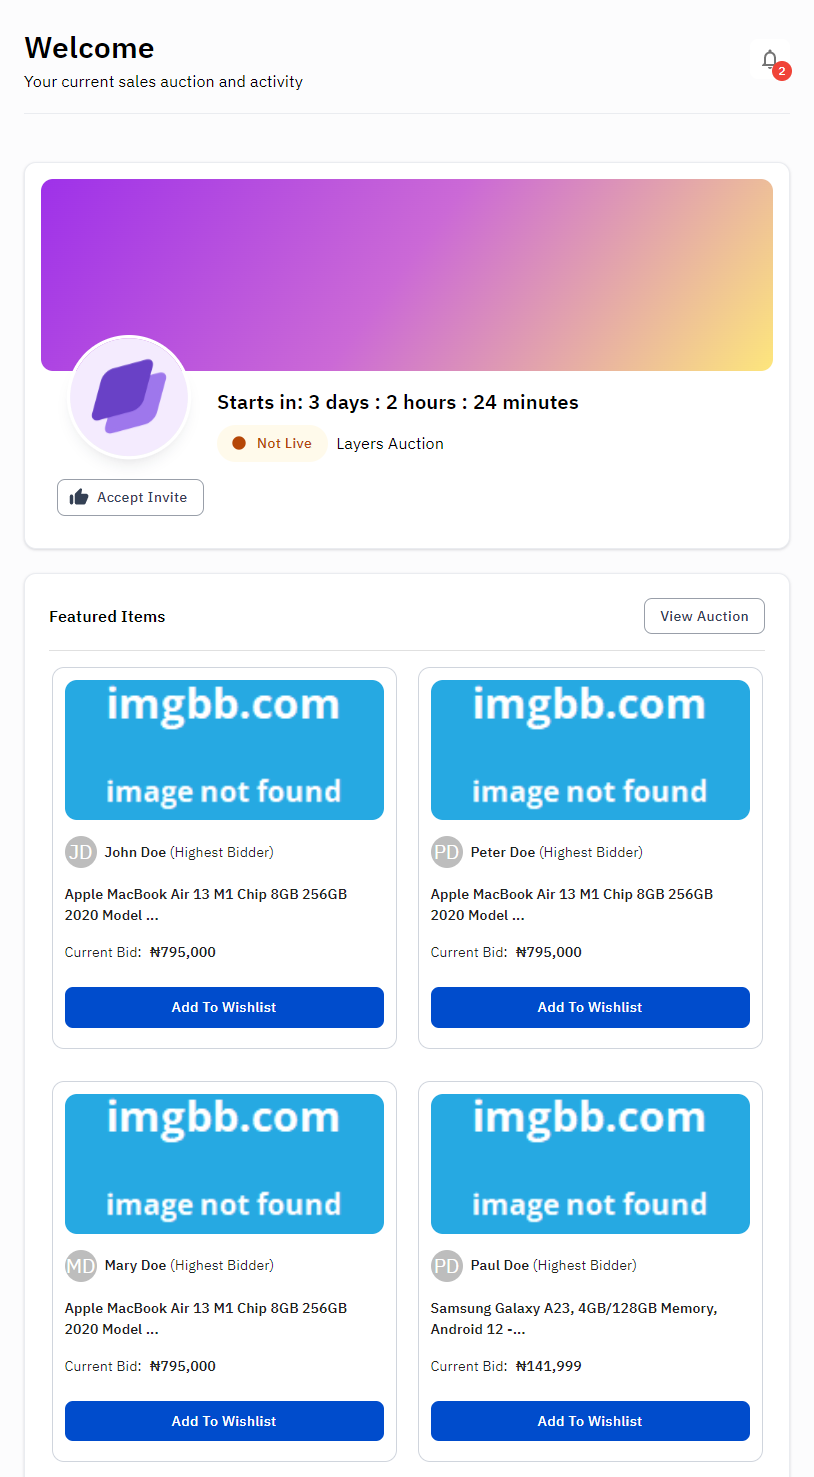 Welcome
Your current sales auction and activity
2
Starts in: 3 days : 2 hours : 24 minutes
Not Live
Layers Auction
Accept Invite
Featured Items
View Auction
imgbb.com
image not found
JD
John Doe (Highest Bidder)
Apple MacBook Air 13 M1 Chip 8GB 256GB
2020 Model ...
Current Bid: ₦795,000
Add To Wishlist
imgbb.com
image not found
PD
Peter Doe (Highest Bidder)
Apple MacBook Air 13 M1 Chip 8GB 256GB
2020 Model ...
Current Bid: ₦795,000
Add To Wishlist
imgbb.com
image not found
MD
Mary Doe (Highest Bidder)
Apple MacBook Air 13 M1 Chip 8GB 256GB
2020 Model ...
Current Bid: ₦795,000
Add To Wishlist
imgbb.com
image not found
PD
Paul Doe (Highest Bidder)
Samsung Galaxy A23, 4GB/128GB Memory,
Android 12 -...
Current Bid: ₦141,999
Add To Wishlist